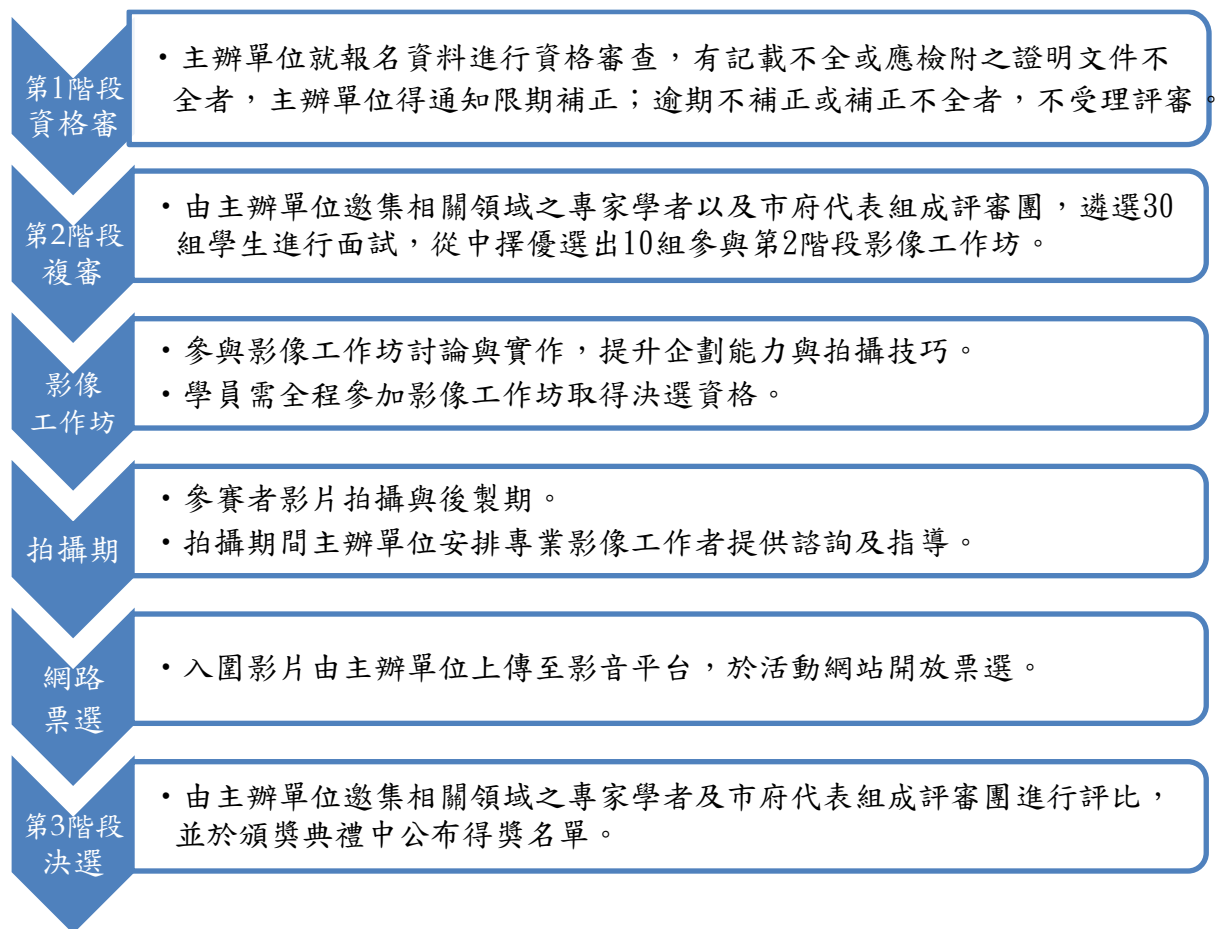 第1階段
資格審
・主辦單位就報名資料進行資格審查，有記載不全或應檢附之證明文件不
全者，主辦單位得通知限期補正；逾期不補正或補正不全者，不受理評審。
第2階段
複審
・由主辦單位邀集相關領域之專家學者以及市府代表組成評審團，遴選30
組學生進行面試，從中擇優選出10組參與第2階段影像工作坊。
影像
工作坊
・參與影像工作坊討論與實作，提升企劃能力與拍攝技巧。
・學員需全程參加影像工作坊取得決選資格。
拍攝期
・參賽者影片拍攝與後製期。
・拍攝期間主辦單位安排專業影像工作者提供諮詢及指導。
網路
票選
・入圍影片由主辦單位上傳至影音平台，於活動網站開放票選。
第3階段
決選
・由主辦單位邀集相關領域之專家學者及市府代表組成評審團進行評比，
並於頒獎典禮中公布得獎名單。